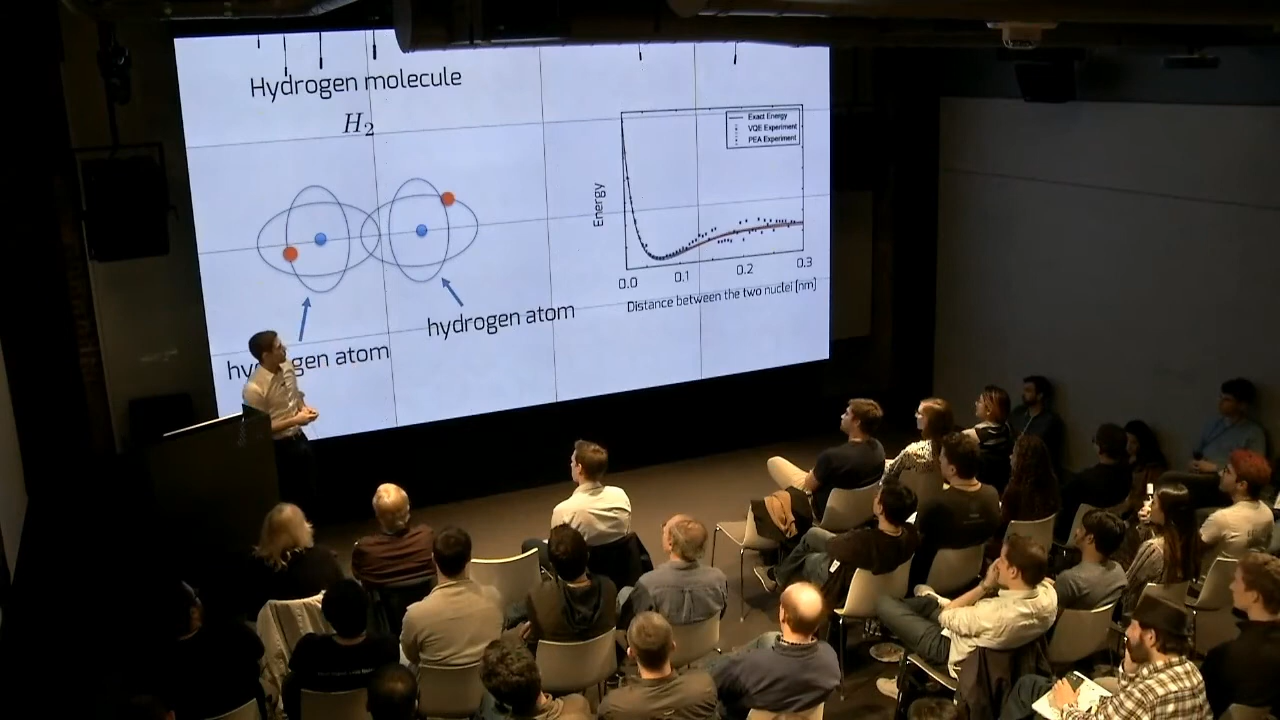 Hydrogen molecule
H2
hydrogen atom
Energy
Exact Energy
VQE Experiment
PEA Experiment
0.0 0.1 0.2 0.3
Distance between the two nuclei [nm]
gen atom